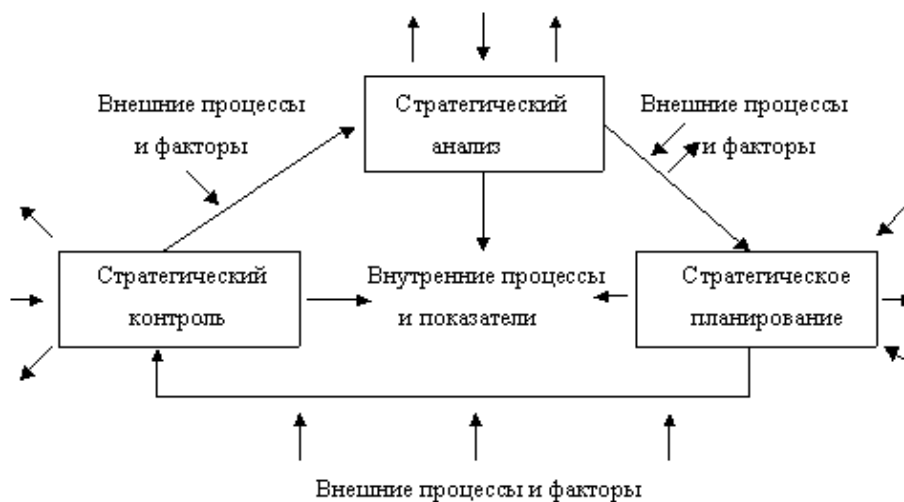 Стратегический
анализ
Внешние процессы
и факторы
Внешние процессы
и факторы
Стратегический
контроль
Внутренние процессы
и показатели
Стратегическое
планирование
Внешние процессы и факторы